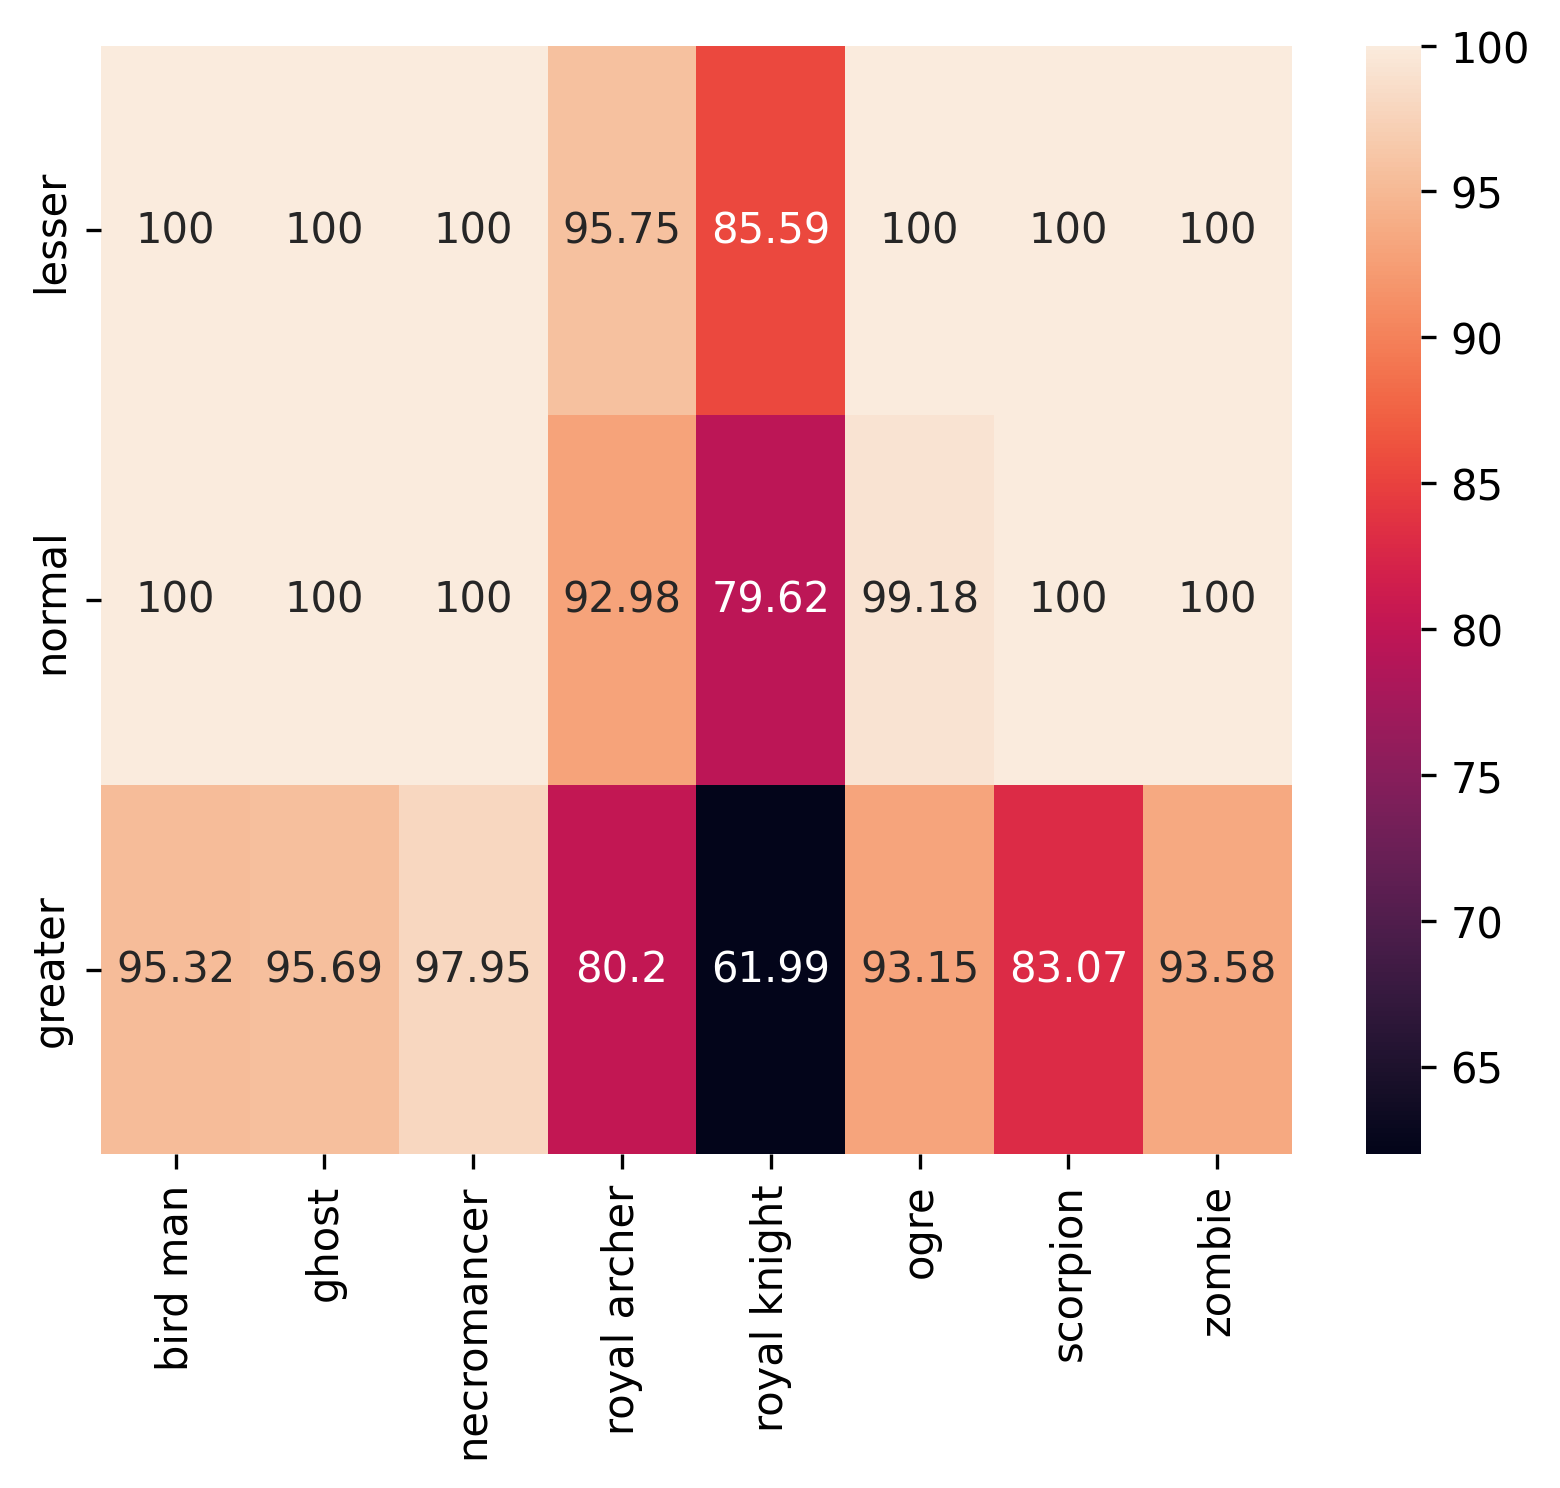 lesser 100 100 100 95.75 85.59 100 100 100
normal 100 100 100 92.98 79.62 99.18 100 100
greater 95.32 95.69 97.95 80.2 61.99 93.15 83.07 93.58
bird man ghost necromancer royal archer royal knight ogre scorpion zombie
100
95
90
85
80
75
70
65